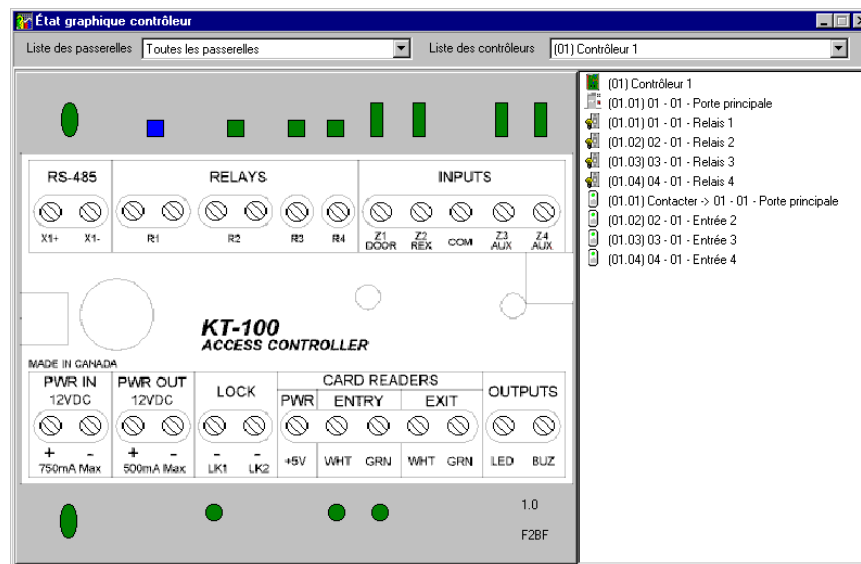 État graphique contrôleur
Liste des passerelles Toutes les passerelles Liste des contrôleurs (01) Contrôleur 1
RS-485 RELAYS INPUTS
X1+ X1- R1 R2 R3 R4 Z1 DOOR Z2 REX COM Z3 AUX Z4 AUX
KT-100
ACCESS CONTROLLER
MADE IN CANADA
PWR IN 12VDC PWR OUT 12VDC LOCK CARD READERS OUTPUTS
PWR ENTRY EXIT
+ - + - - -
750mA Max 500mA Max LK1 LK2 +5V WHT GRN WHT GRN LED BUZ
1.0
F2BF
(01) Contrôleur 1
(01.01) 01 - 01 - Porte principale
(01.01) 01 - 01 - Relais 1
(01.02) 02 - 01 - Relais 2
(01.03) 03 - 01 - Relais 3
(01.04) 04 - 01 - Relais 4
(01.01) Contacter -> 01 - 01 - Porte principale
(01.02) 02 - 01 - Entrée 2
(01.03) 03 - 01 - Entrée 3
(01.04) 04 - 01 - Entrée 4